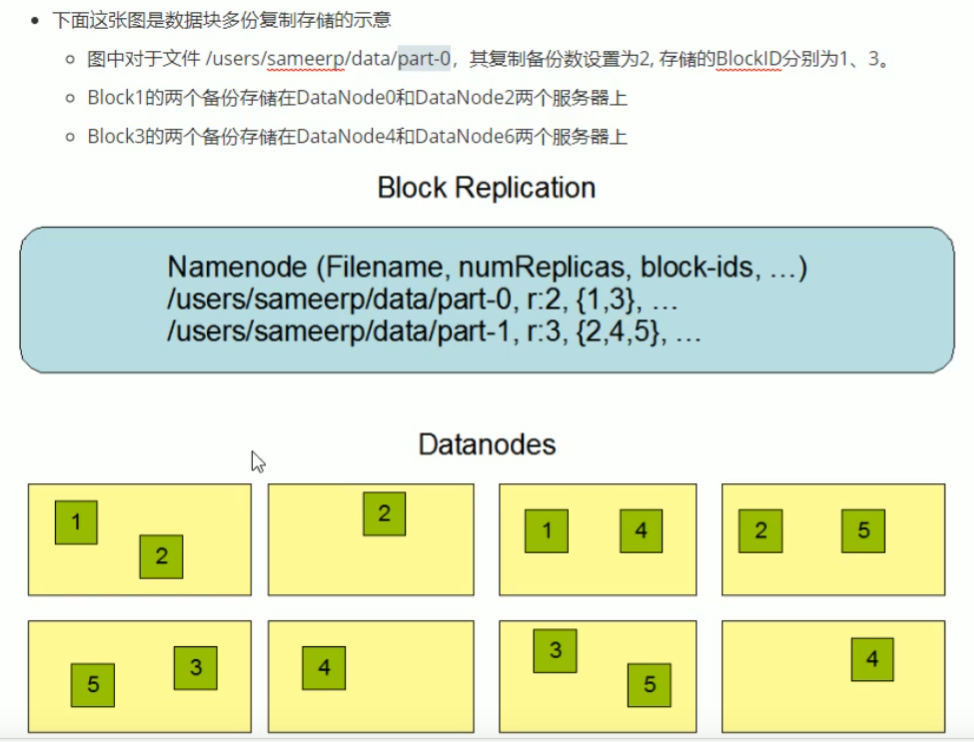 下面这张图是数据块多份复制存储的示意
图中对于文件 /users/sameerp/data/part-0，其复制备份数设置为2, 存储的BlockID分别为1、3。
Block1的两个备份存储在DataNode0和DataNode2两个服务器上
Block3的两个备份存储在DataNode4和DataNode6两个服务器上
Block Replication
Namenode (Filename, numReplicas, block-ids, …)
/users/sameerp/data/part-0, r:2, {1,3}, …
/users/sameerp/data/part-1, r:3, {2,4,5}, …
Datanodes
1
2
2
1
4
2
5
5
3
4
3
5
4